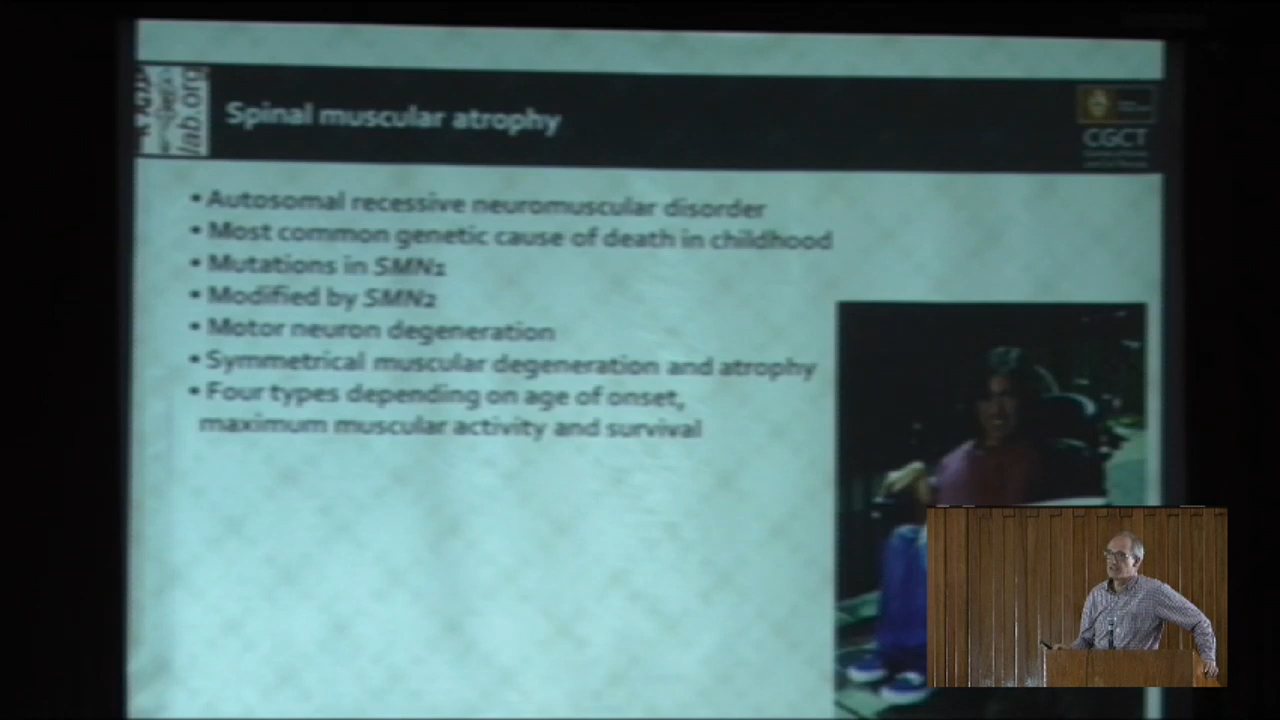 Spinal muscular atrophy
lab.org
CGCT
• Autosomal recessive neuromuscular disorder
• Most common genetic cause of death in childhood
• Mutations in SMN1
• Modified by SMN2
• Motor neuron degeneration
• Symmetrical muscular degeneration and atrophy
• Four types depending on age of onset,
maximum muscular activity and survival